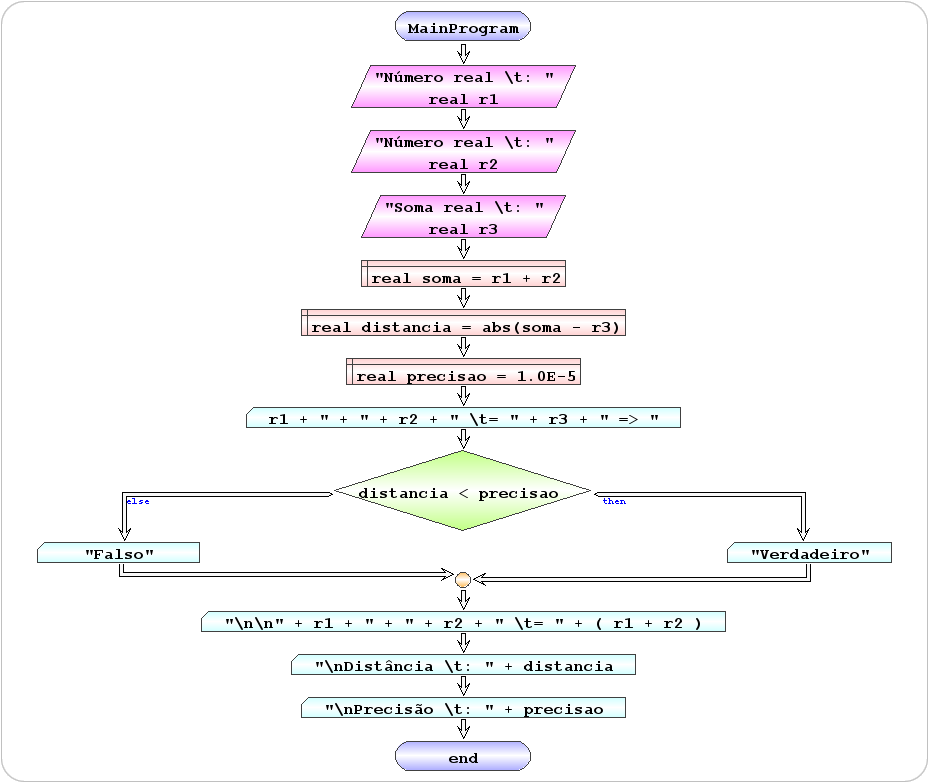 MainProgram
"Número real \t: "
real r1
"Número real \t: "
real r2
"Soma real \t: "
real r3
real soma = r1 + r2
real distancia = abs(soma - r3)
real precisao = 1.0E-5
r1 + " + " + r2 + " \t= " + r3 + " => "
distancia < precisao
else
then
"Falso"
"Verdadeiro"
"\n\n" + r1 + " + " + r2 + " \t= " + ( r1 + r2 )
"\nDistância \t: " + distancia
"\nPrecisão \t: " + precisao
end